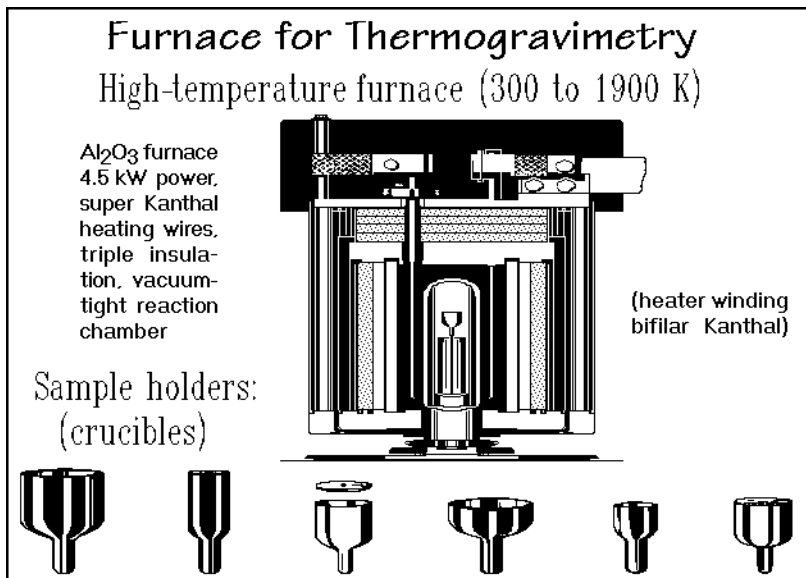 Furnace for Thermogravimetry
High-temperature furnace (300 to 1900 K)
Al₂O₃ furnace
4.5 kW power,
super Kanthal
heating wires,
triple insula-
tion, vacuum-
tight reaction
chamber
(heater winding
bifilar Kanthal)
Sample holders:
(crucibles)